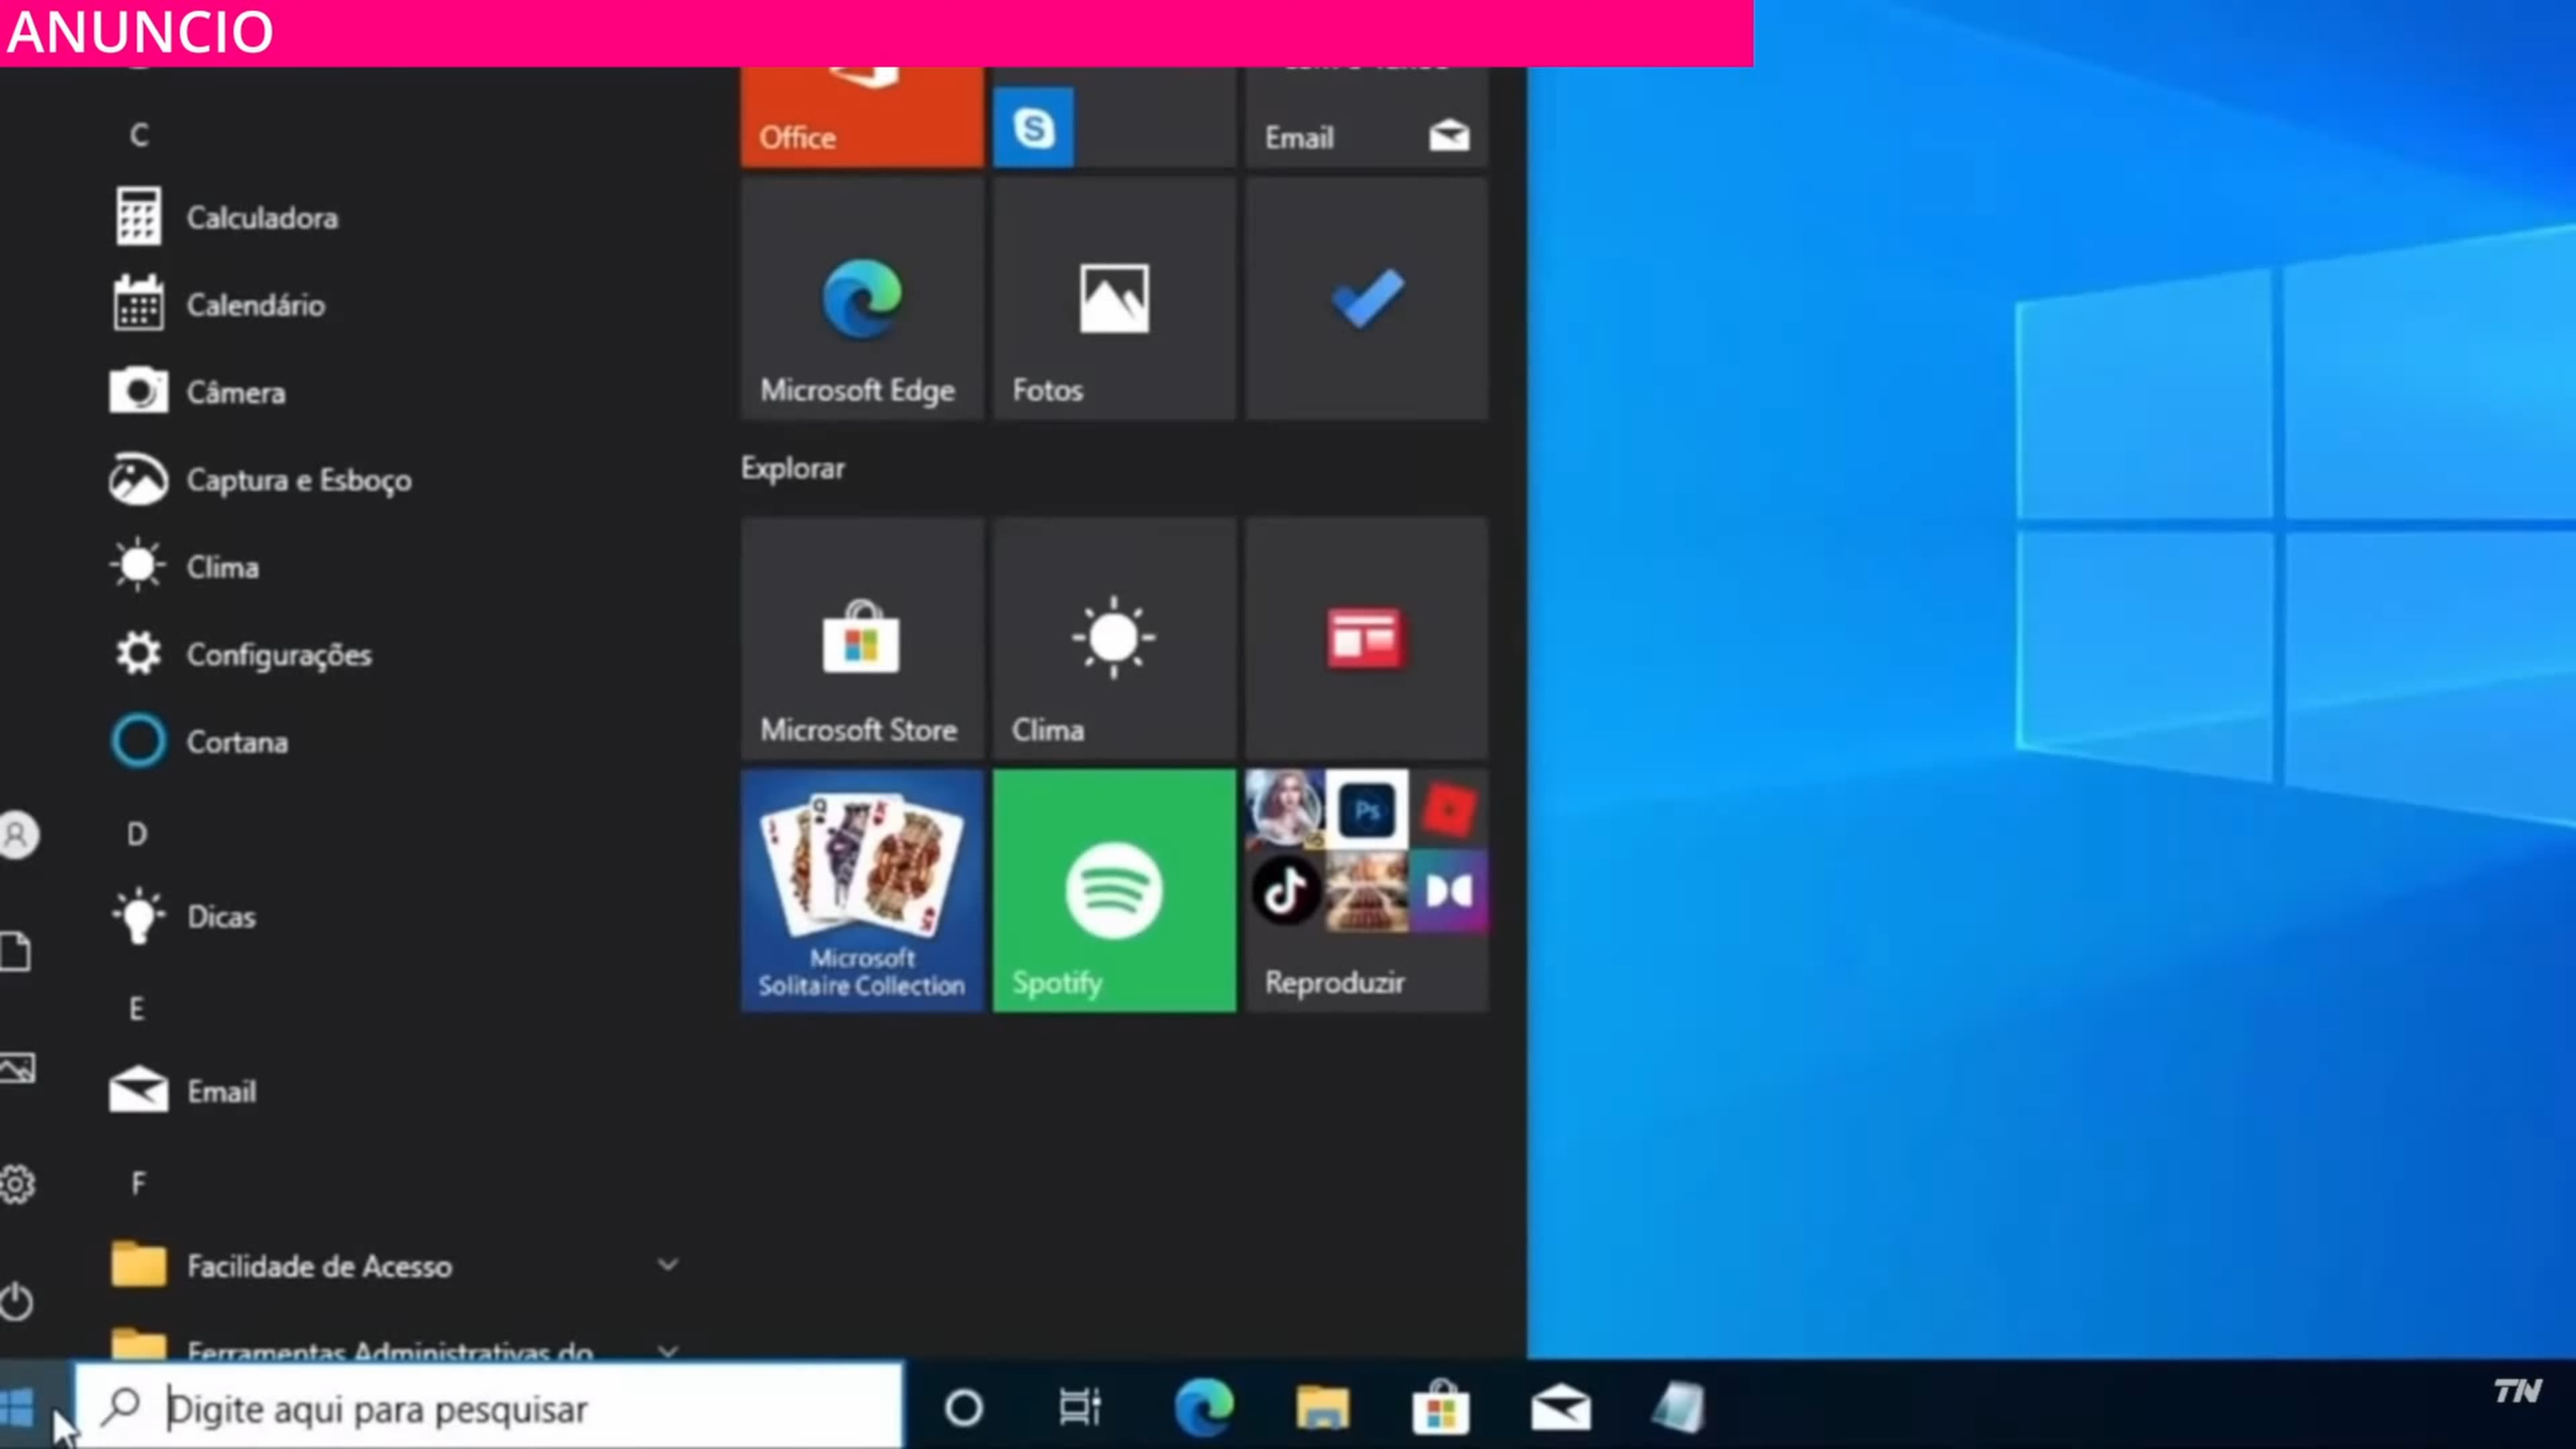 ANUNCIO
C
Calculadora
Calendário
Câmera
Captura e Esboço
Clima
Configurações
Cortana
D
Dicas
E
Email
F
Facilidade de Acesso
Ferramentas Administrativas do
Office
S
Email
Microsoft Edge
Fotos
Explorar
Microsoft Store
Clima
Microsoft
Solitaire Collection
Spotify
Ps
Reproduzir
Digite aqui para pesquisar
TN